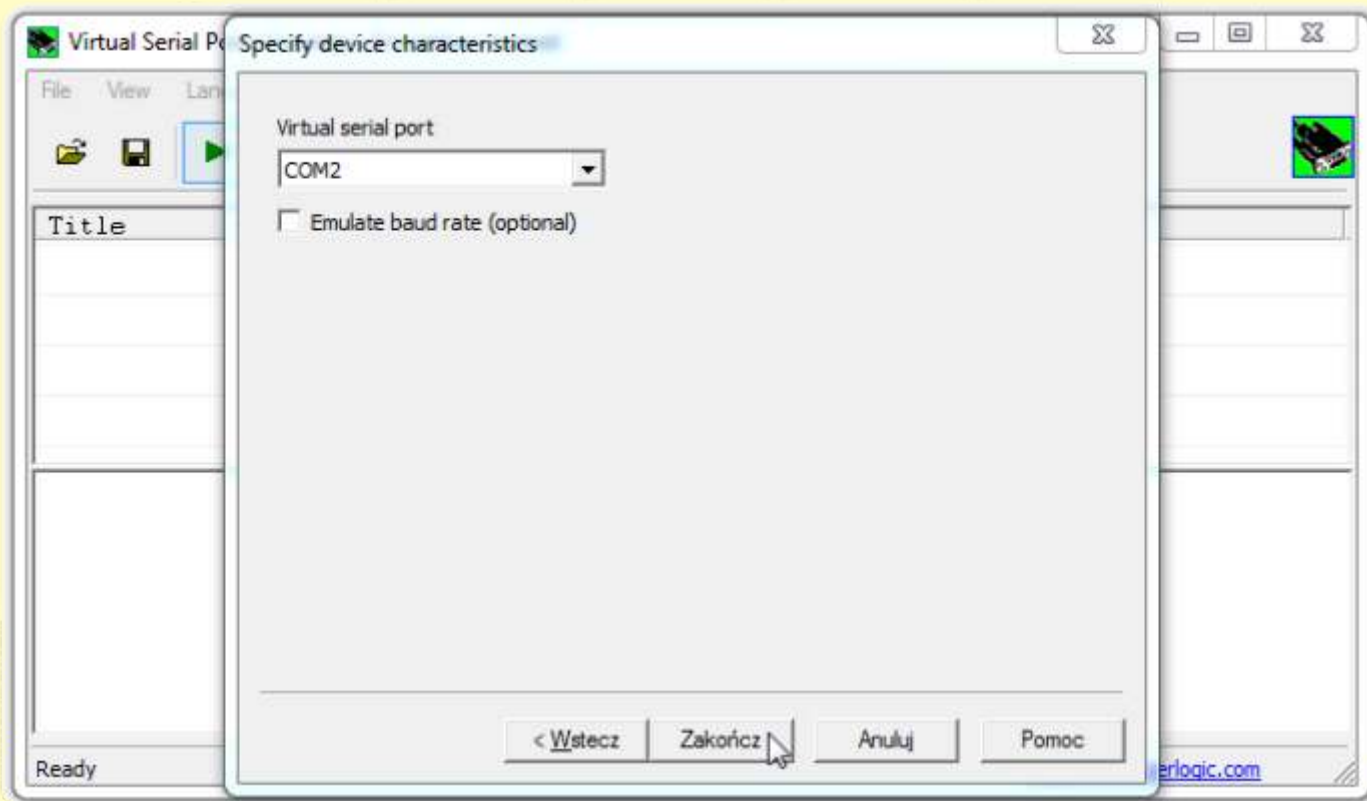 Virtual Serial Po
Specify device characteristics
File View Lan
Virtual serial port
COM2
Emulate baud rate (optional)
Title
< Wstecz Zakończ Anuluj Pomoc
Ready
erlogic.com